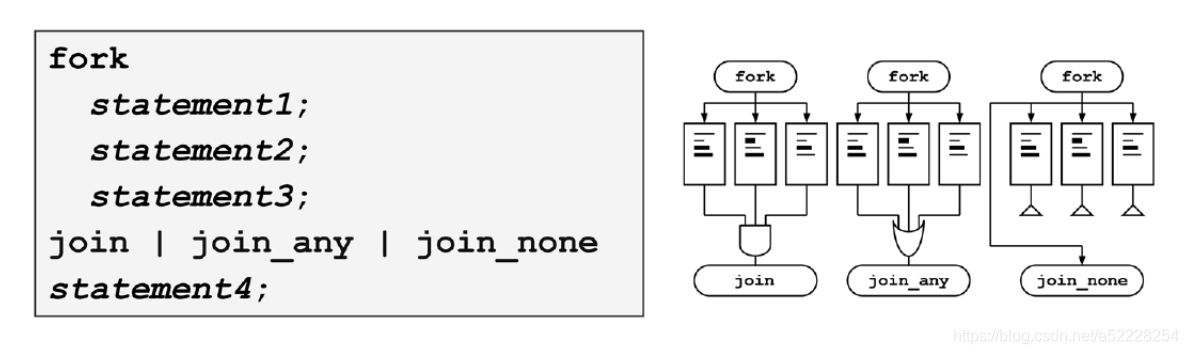 fork
statement1;
statement2;
statement3;
join | join_any | join_none
statement4;
fork
fork
fork
join
join_any
join_none
https://blog.csdn.net/a52228254